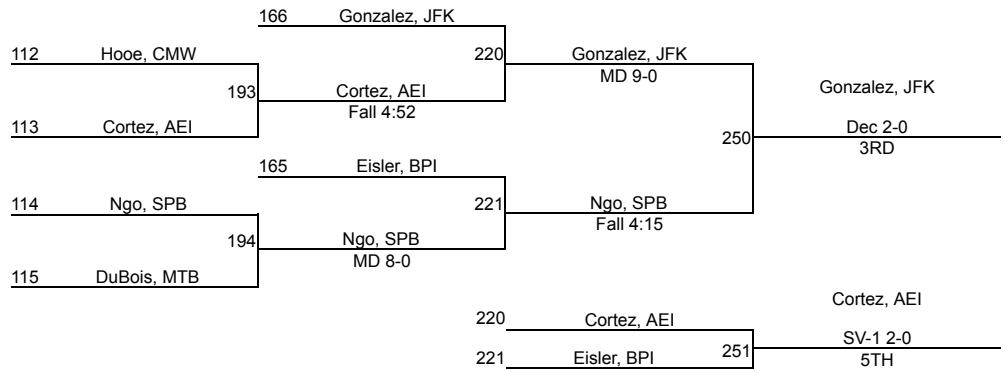 166 Gonzalez, JFK
112 Hooe, CMW
220 Gonzalez, JFK
MD 9-0
193 Cortez, AEI
Fall 4:52
Gonzalez, JFK
113 Cortez, AEI
250 Dec 2-0
3RD
165 Eisler, BPI
114 Ngo, SPB
221 Ngo, SPB
Fall 4:15
194 Ngo, SPB
MD 8-0
115 DuBois, MTB
Cortez, AEI
220 Cortez, AEI
251 SV-1 2-0
5TH
221 Eisler, BPI